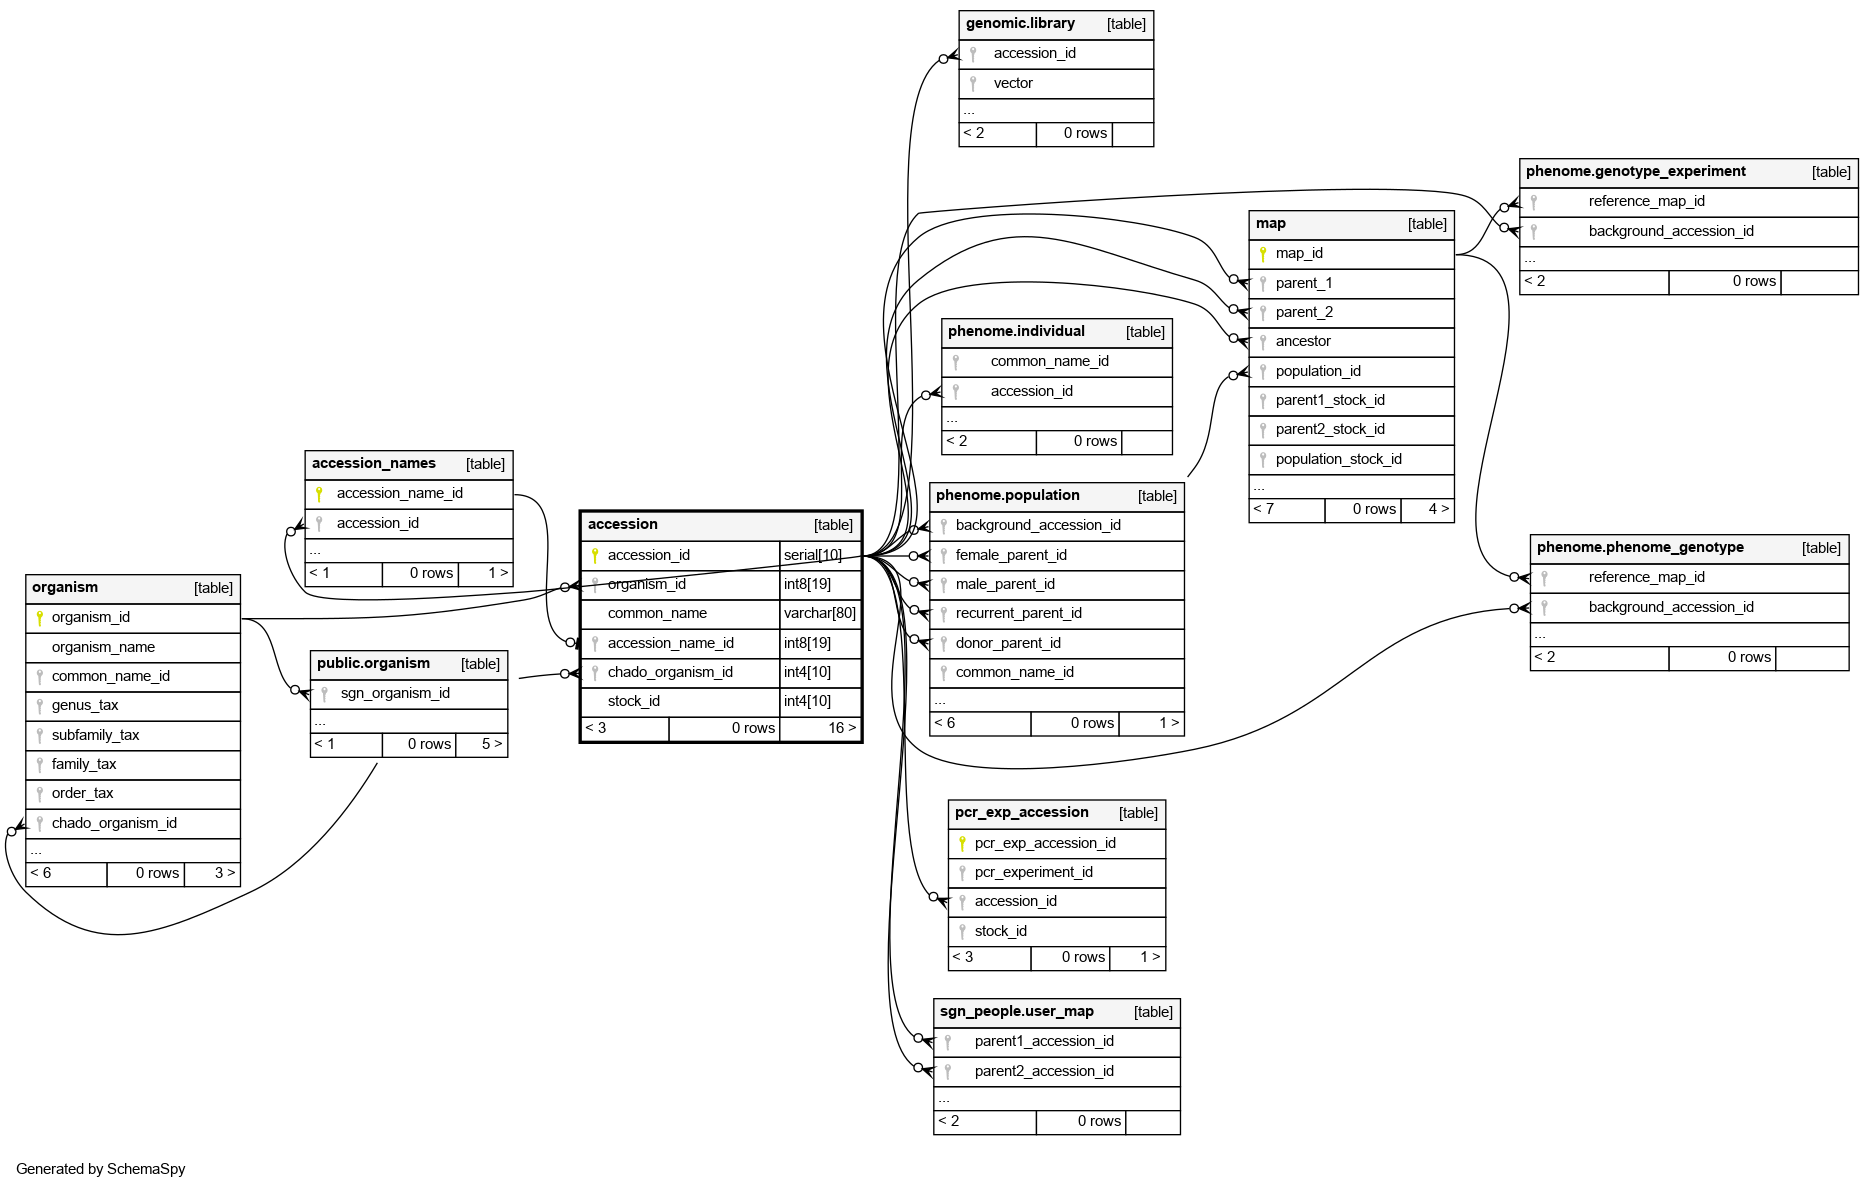 genomic.library [table]
accession_id
vector
...
< 2 0 rows
phenome.genotype_experiment [table]
reference_map_id
background_accession_id
...
< 2 0 rows
map [table]
map_id
parent_1
parent_2
ancestor
population_id
parent1_stock_id
parent2_stock_id
population_stock_id
...
< 7 0 rows 4 >
phenome.individual [table]
common_name_id
accession_id
...
< 2 0 rows
accession_names [table]
accession_name_id
accession_id
...
< 1 0 rows 1 >
phenome.population [table]
background_accession_id
female_parent_id
male_parent_id
recurrent_parent_id
donor_parent_id
common_name_id
...
< 6 0 rows 1 >
accession [table]
accession_id serial[10]
organism_id int8[19]
common_name varchar[80]
accession_name_id int8[19]
chado_organism_id int4[10]
stock_id int4[10]
< 3 0 rows 16 >
phenome.phenome_genotype [table]
reference_map_id
background_accession_id
...
< 2 0 rows
organism [table]
organism_id
organism_name
common_name_id
genus_tax
subfamily_tax
family_tax
order_tax
chado_organism_id
...
< 6 0 rows 3 >
public.organism [table]
sgn_organism_id
...
< 1 0 rows 5 >
pcr_exp_accession [table]
pcr_exp_accession_id
pcr_experiment_id
accession_id
stock_id
< 3 0 rows 1 >
sgn_people.user_map [table]
parent1_accession_id
parent2_accession_id
...
< 2 0 rows
Generated by SchemaSpy